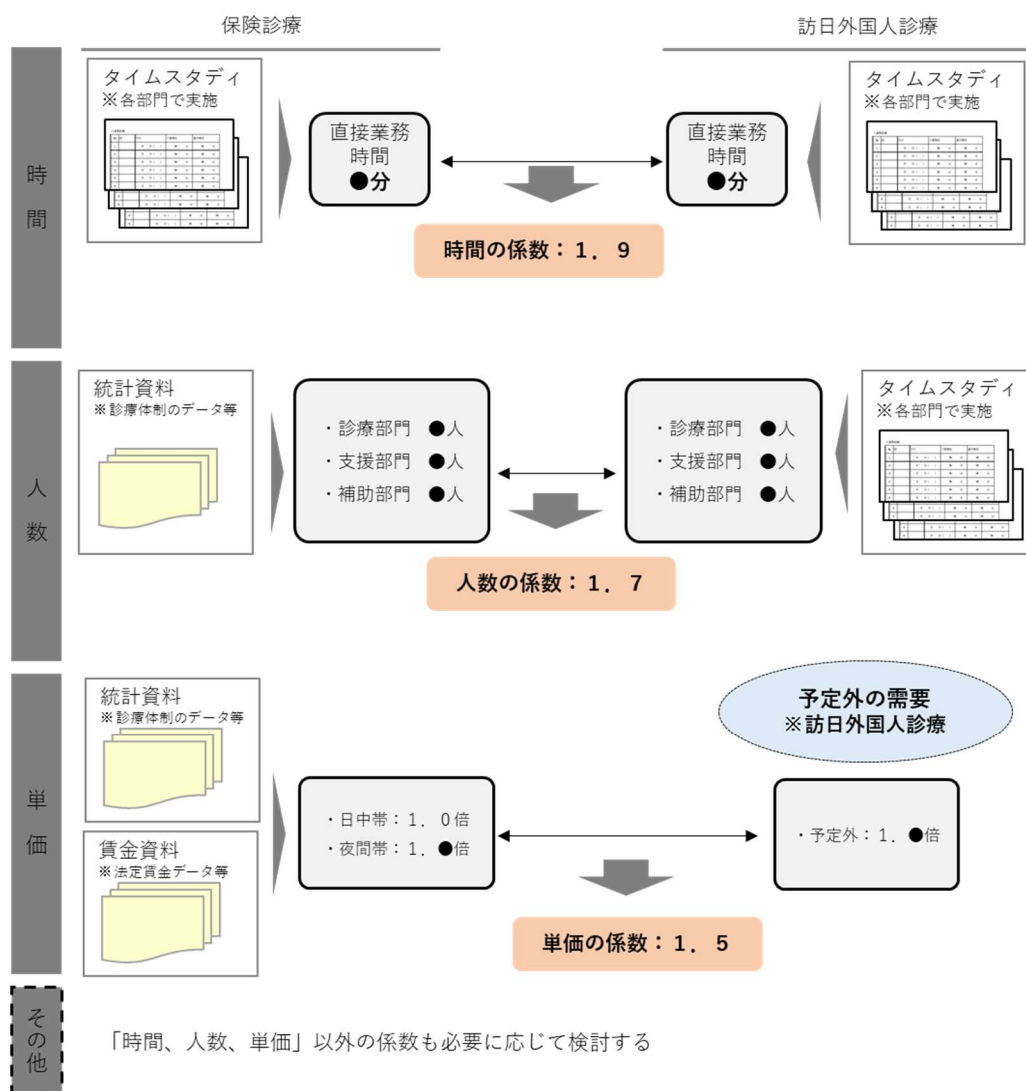 保険診療
訪日外国人診療
時間
タイムスタディ
※各部門で実施
直接業務
時間
●分
直接業務
時間
●分
タイムスタディ
※各部門で実施
時間の係数：１．９
人数
統計資料
※診療体制のデータ等
・診療部門 ●人
・支援部門 ●人
・補助部門 ●人
・診療部門 ●人
・支援部門 ●人
・補助部門 ●人
タイムスタディ
※各部門で実施
人数の係数：１．７
単価
統計資料
※診療体制のデータ等
賃金資料
※法定賃金データ等
・日中帯：１．０倍
・夜間帯：１．●倍
予定外の需要
※訪日外国人診療
・予定外：１．●倍
単価の係数：１．５
その他
「時間、人数、単価」以外の係数も必要に応じて検討する